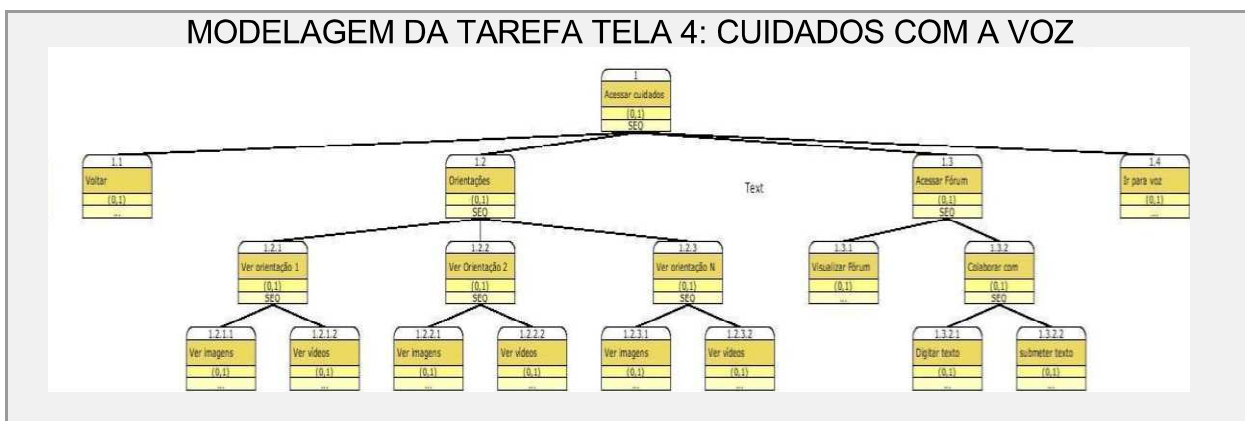 MODELAGEM DA TAREFA TELA 4: CUIDADOS COM A VOZ
1
Acessar cuidados
(0,1)
SEQ
1.1
Voltar
(0,1)
...
1.2
Orientações
(0,1)
SEQ
Text
1.3
Acessar Fórum
(0,1)
SEQ
1.4
Ir para voz
(0,1)
...
1.2.1
Ver orientação 1
(0,1)
SEQ
1.2.2
Ver Orientação 2
(0,1)
SEQ
1.2.3
Ver orientação N
(0,1)
SEQ
1.3.1
Visualizar Fórum
(0,1)
...
1.3.2
Colaborar com
(0,1)
SEQ
1.2.1.1
Ver imagens
(0,1)
...
1.2.1.2
Ver vídeos
(0,1)
...
1.2.2.1
Ver imagens
(0,1)
...
1.2.2.2
Ver vídeos
(0,1)
...
1.2.3.1
Ver imagens
(0,1)
...
1.2.3.2
Ver vídeos
(0,1)
...
1.3.2.1
Digitar texto
(0,1)
...
1.3.2.2
submeter texto
(0,1)
...